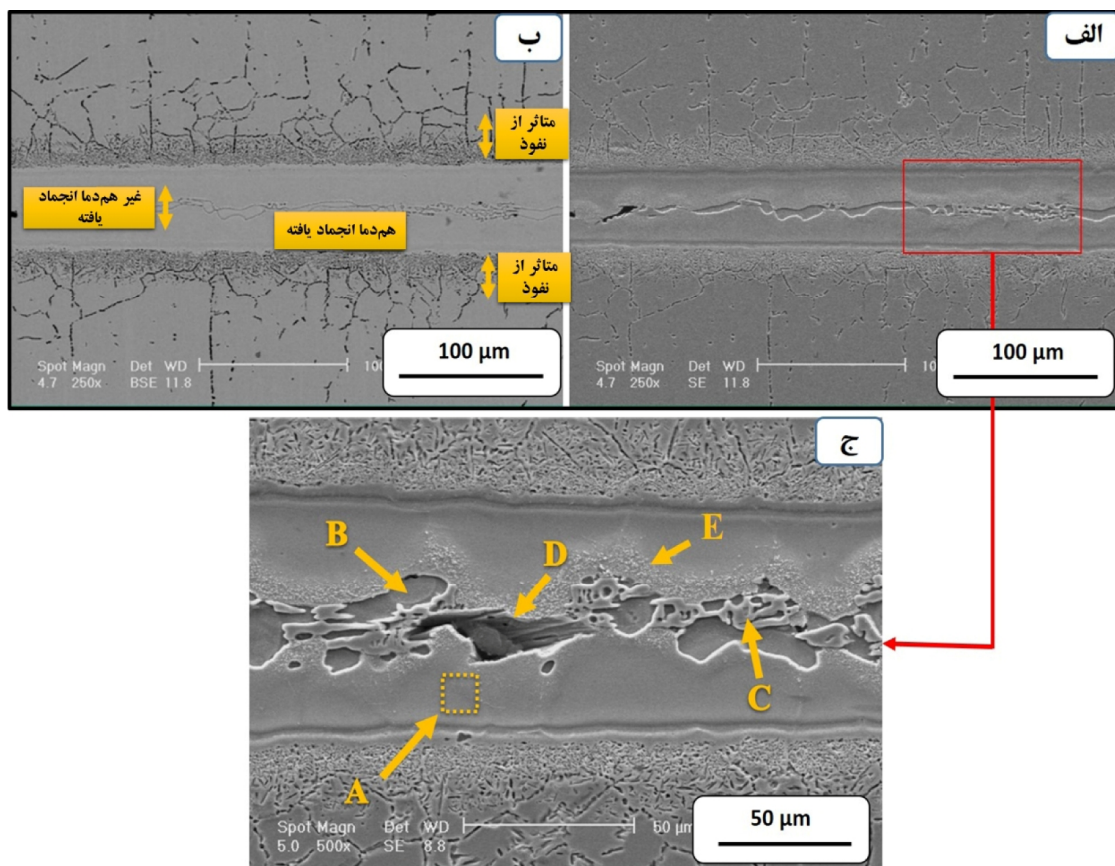 الف
ب
متاثر از
نفوذ
غیر هم‌دما انجماد
یافته
هم‌دما انجماد یافته
متاثر از
نفوذ
100 µm
Spot Magn Det WD
4.7 250x BSE 11.8
100 µm
Spot Magn Det WD
4.7 250x SE 11.8
ج
B
D
E
C
A
Spot Magn Det WD
5.0 500x SE 8.8
50 µm
50 µm